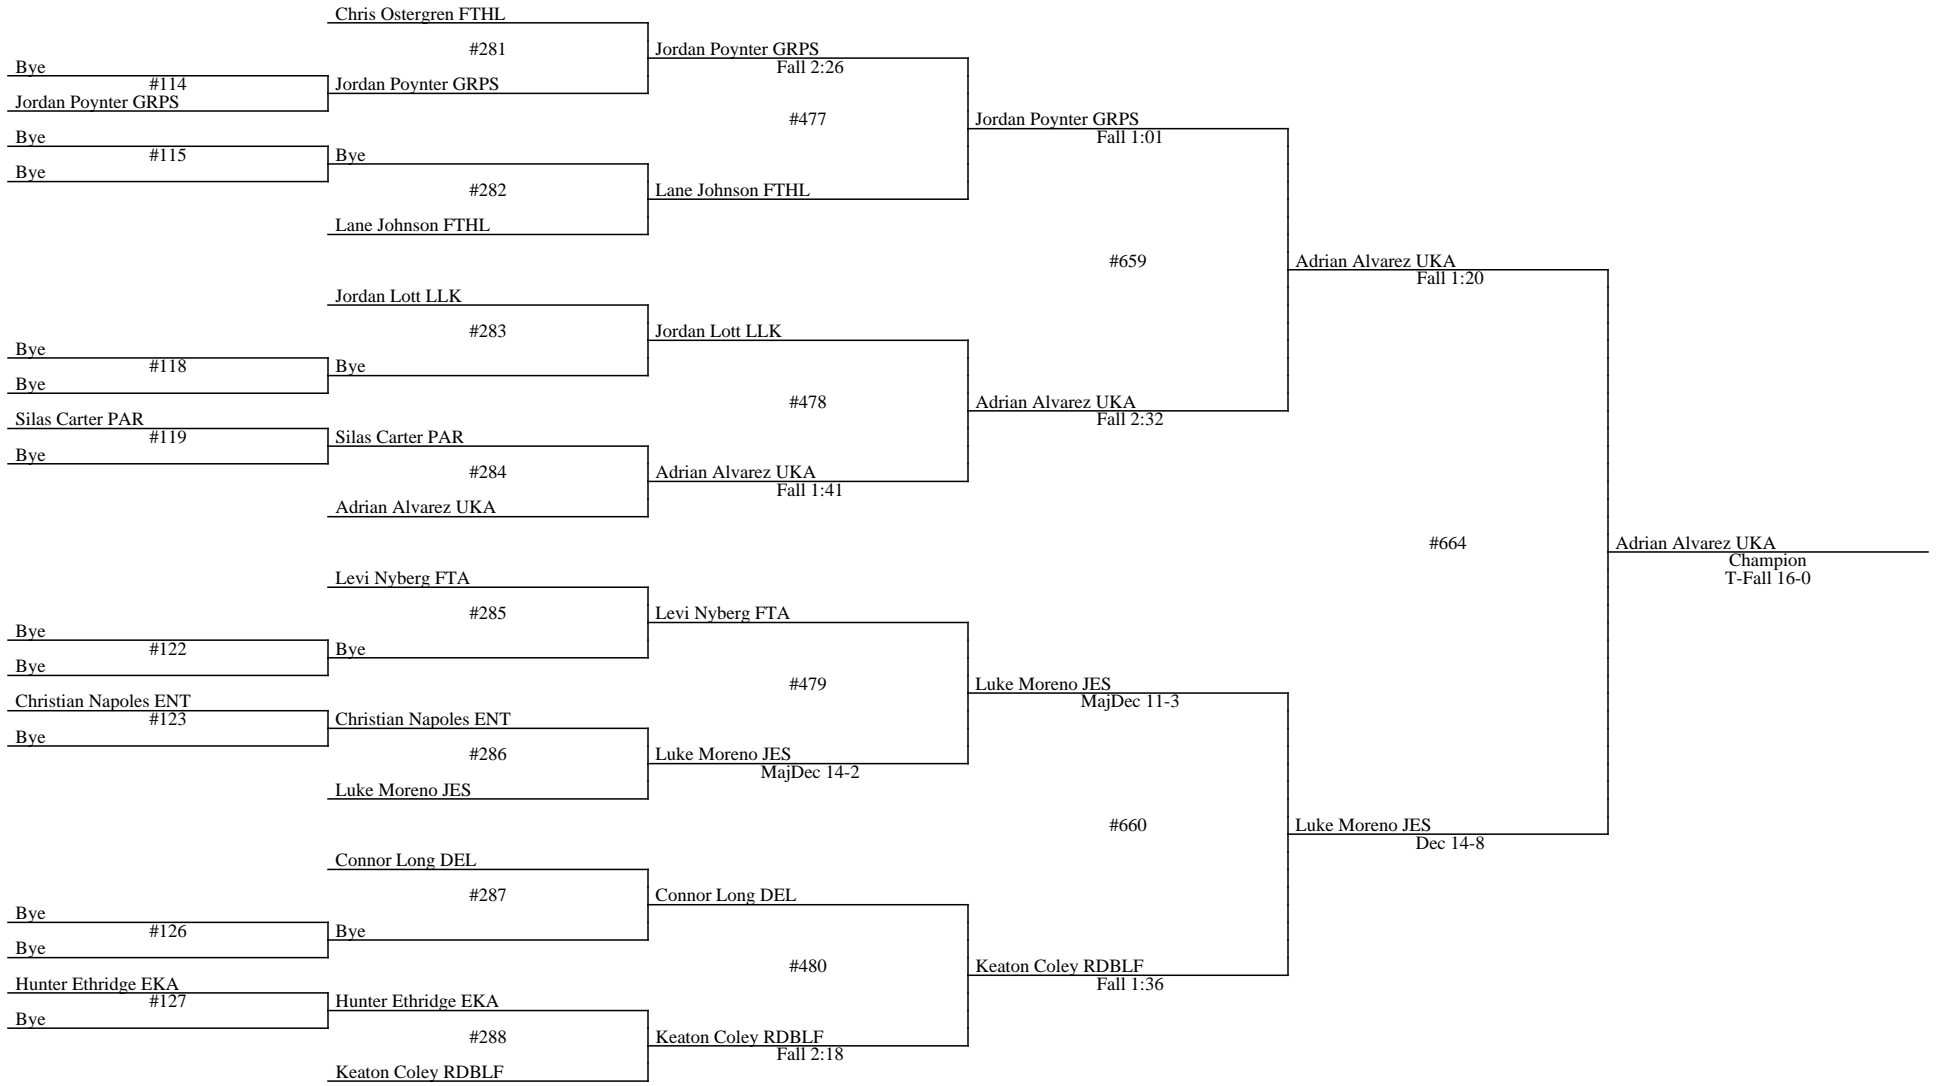 Chris Ostergren FTHL
#281
Jordan Poynter GRPS
Bye
Fall 2:26
#114
Jordan Poynter GRPS
Jordan Poynter GRPS
#477
Jordan Poynter GRPS
Bye
Fall 1:01
#115
Bye
Bye
#282
Lane Johnson FTHL
Lane Johnson FTHL
#659
Adrian Alvarez UKA
Fall 1:20
Jordan Lott LLK
#283
Jordan Lott LLK
Bye
#118
Bye
Bye
#478
Adrian Alvarez UKA
Fall 2:32
Silas Carter PAR
#119
Silas Carter PAR
Bye
#284
Adrian Alvarez UKA
Fall 1:41
Adrian Alvarez UKA
#664
Adrian Alvarez UKA
Champion
T-Fall 16-0
Levi Nyberg FTA
#285
Levi Nyberg FTA
Bye
#122
Bye
Bye
#479
Luke Moreno JES
MajDec 11-3
Christian Napoles ENT
#123
Christian Napoles ENT
Bye
#286
Luke Moreno JES
MajDec 14-2
Luke Moreno JES
#660
Luke Moreno JES
Dec 14-8
Connor Long DEL
#287
Connor Long DEL
Bye
#126
Bye
Bye
#480
Keaton Coley RDBLF
Fall 1:36
Hunter Ethridge EKA
#127
Hunter Ethridge EKA
Bye
#288
Keaton Coley RDBLF
Fall 2:18
Keaton Coley RDBLF